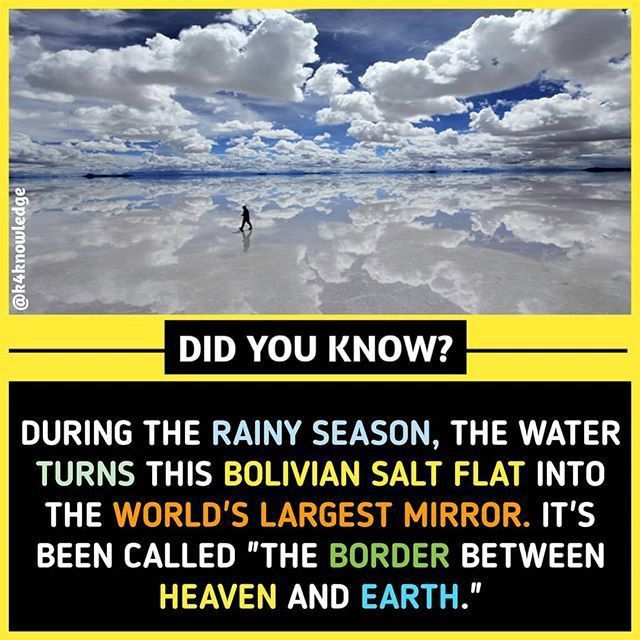 @k4knowledge
DID YOU KNOW?
DURING THE RAINY SEASON, THE WATER
TURNS THIS BOLIVIAN SALT FLAT INTO
THE WORLD'S LARGEST MIRROR. IT'S
BEEN CALLED "THE BORDER BETWEEN
HEAVEN AND EARTH."